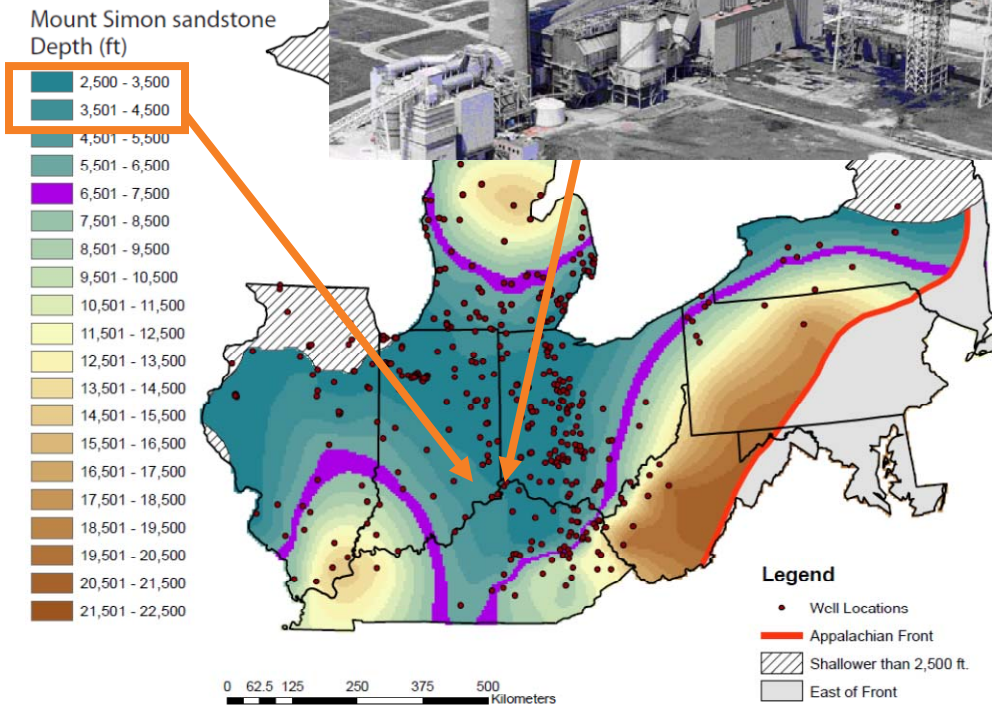 Mount Simon sandstone
Depth (ft)
2,500 - 3,500
3,501 - 4,500
4,501 - 5,500
5,501 - 6,500
6,501 - 7,500
7,501 - 8,500
8,501 - 9,500
9,501 - 10,500
10,501 - 11,500
11,501 - 12,500
12,501 - 13,500
13,501 - 14,500
14,501 - 15,500
15,501 - 16,500
16,501 - 17,500
17,501 - 18,500
18,501 - 19,500
19,501 - 20,500
20,501 - 21,500
21,501 - 22,500
Legend
Well Locations
Appalachian Front
Shallower than 2,500 ft.
East of Front
0 62.5 125 250 375 500
Kilometers